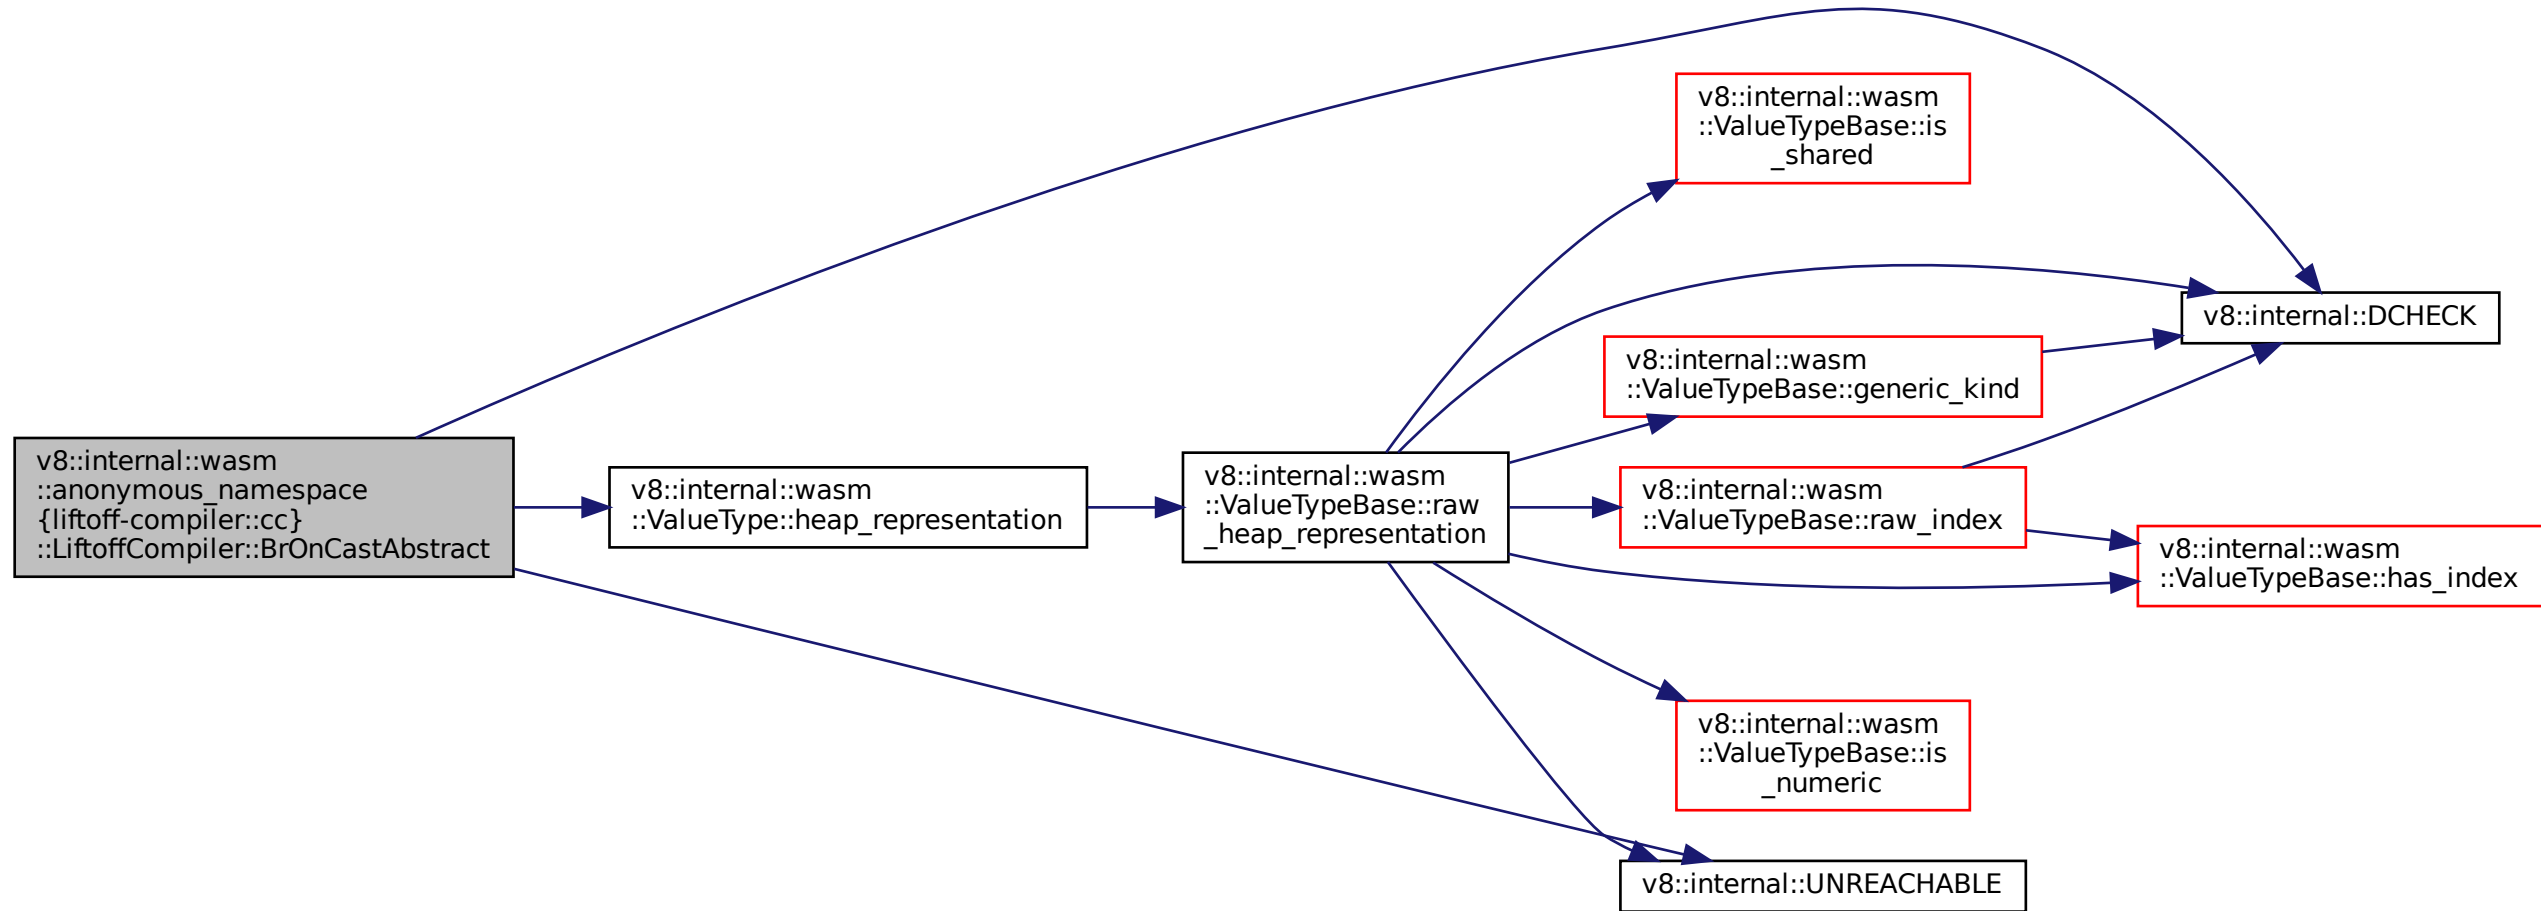 v8::internal::wasm
::anonymous_namespace
{liftoff-compiler::cc}
::LiftoffCompiler::BrOnCastAbstract
v8::internal::wasm
::ValueType::heap_representation
v8::internal::wasm
::ValueTypeBase::raw
_heap_representation
v8::internal::wasm
::ValueTypeBase::is
_shared
v8::internal::wasm
::ValueTypeBase::generic_kind
v8::internal::wasm
::ValueTypeBase::raw_index
v8::internal::wasm
::ValueTypeBase::is
_numeric
v8::internal::UNREACHABLE
v8::internal::DCHECK
v8::internal::wasm
::ValueTypeBase::has_index